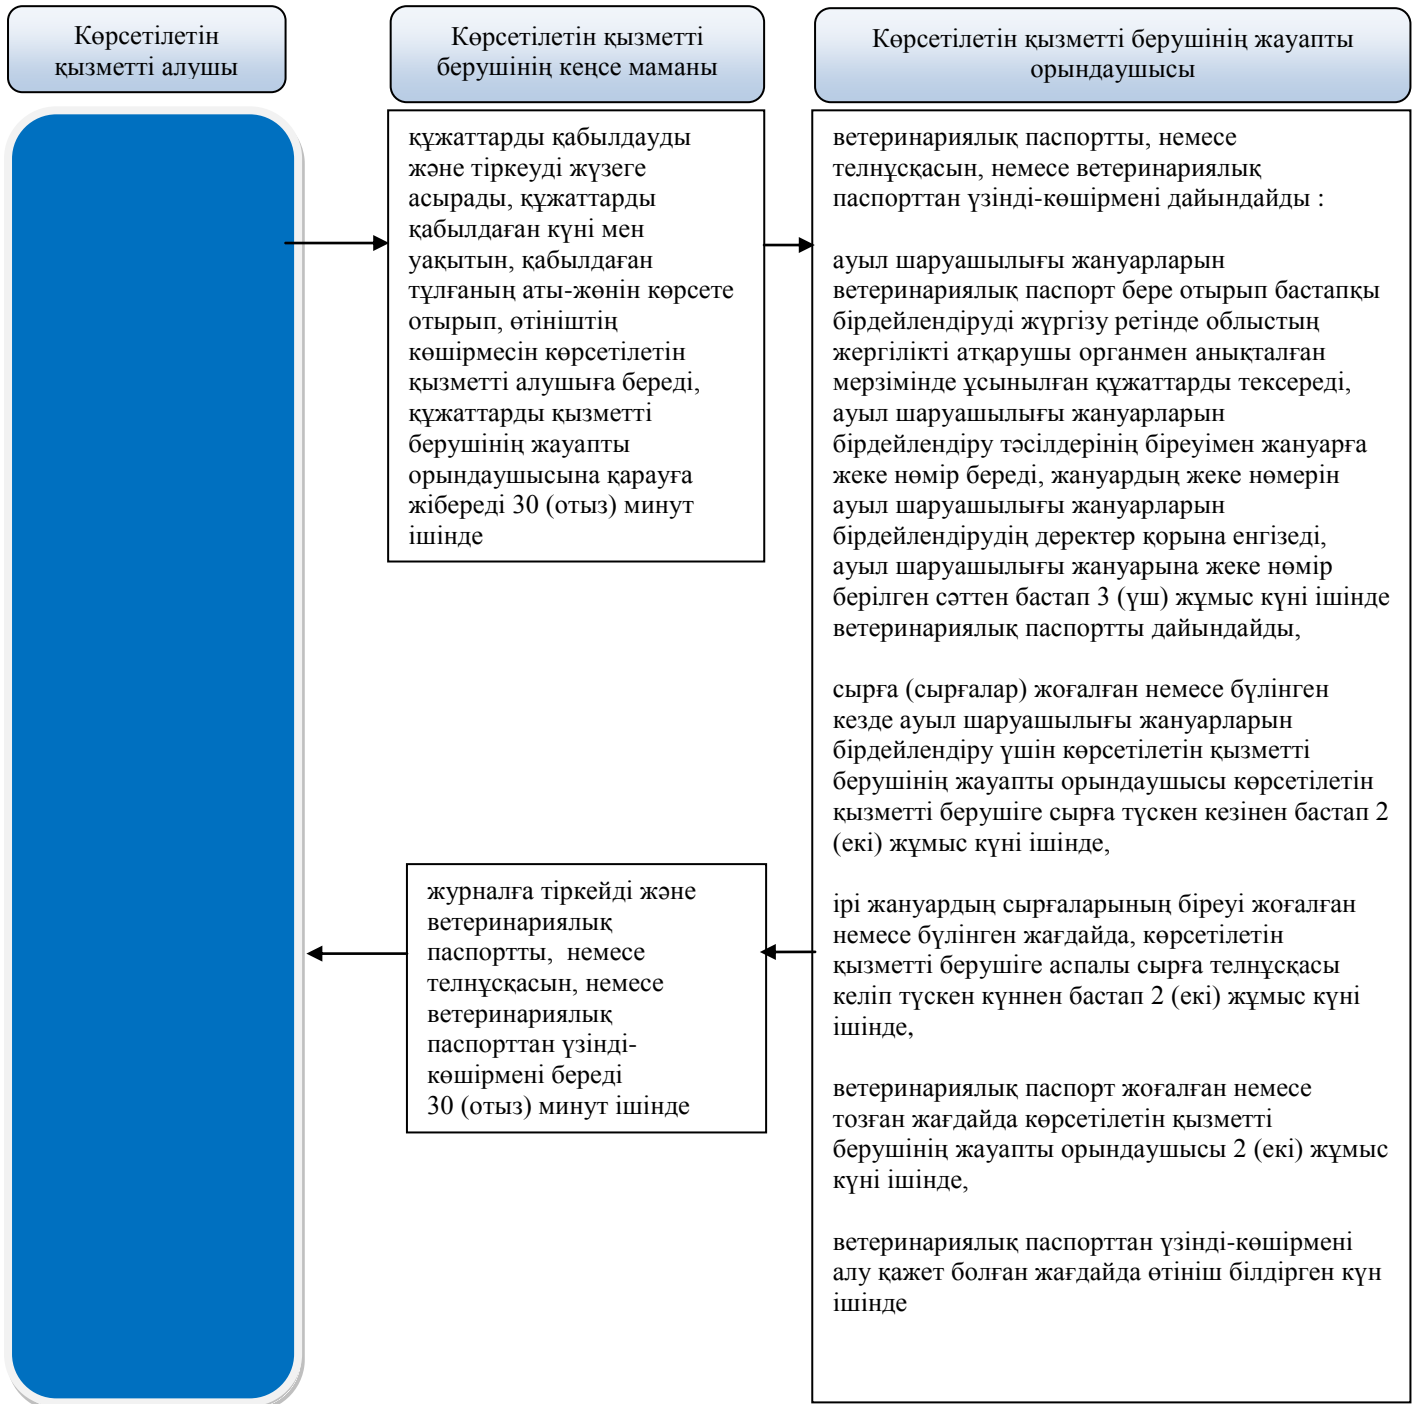 Көрсетілетін
қызметті алушы
Көрсетілетін қызметті
берушінің кеңсе маманы
Көрсетілетін қызметті берушінің жауапты
орындаушысы
құжаттарды қабылдауды
және тіркеуді жүзеге
асырады, құжаттарды
қабылдаған күні мен
уақытын, қабылдаған
тұлғаның аты-жөнін көрсете
отырып, өтініштің
көшірмесін көрсетілетін
қызметті алушыға береді,
құжаттарды қызметті
берушінің жауапты
орындаушысына қарауға
жібереді 30 (отыз) минут
ішінде
ветеринариялық паспортты, немесе
телнұсқасын, немесе ветеринариялық
паспорттан үзінді-көшірмені дайындайды :
ауыл шаруашылығы жануарларын
ветеринариялық паспорт бере отырып бастапқы
бірдейлендіруді жүргізу ретінде облыстың
жергілікті атқарушы органмен анықталған
мерзімінде ұсынылған құжаттарды тексереді,
ауыл шаруашылығы жануарларын
бірдейлендіру тәсілдерінің біреуімен жануарға
жеке нөмір береді, жануардың жеке нөмерін
ауыл шаруашылығы жануарларын
бірдейлендірудің деректер қорына енгізеді,
ауыл шаруашылығы жануарына жеке нөмір
берілген сәттен бастап 3 (үш) жұмыс күні ішінде
ветеринариялық паспортты дайындайды,
сырға (сырғалар) жоғалған немесе бүлінген
кезде ауыл шаруашылығы жануарларын
бірдейлендіру үшін көрсетілетін қызметті
берушінің жауапты орындаушысы көрсетілетін
қызметті берушіге сырға түскен кезінен бастап 2
(екі) жұмыс күні ішінде,
ірі жануардың сырғаларының біреуі жоғалған
немесе бүлінген жағдайда, көрсетілетін
қызметті берушіге аспалы сырға телнұсқасы
келіп түскен күннен бастап 2 (екі) жұмыс күні
ішінде,
ветеринариялық паспорт жоғалған немесе
тозған жағдайда көрсетілетін қызметті
берушінің жауапты орындаушысы 2 (екі) жұмыс
күні ішінде,
ветеринариялық паспорттан үзінді-көшірмені
алу қажет болған жағдайда өтініш білдірген күн
ішінде
журналға тіркейді және
ветеринариялық
паспортты,  немесе
телнұсқасын, немесе
ветеринариялық
паспорттан үзінді-
көшірмені береді
30 (отыз) минут ішінде